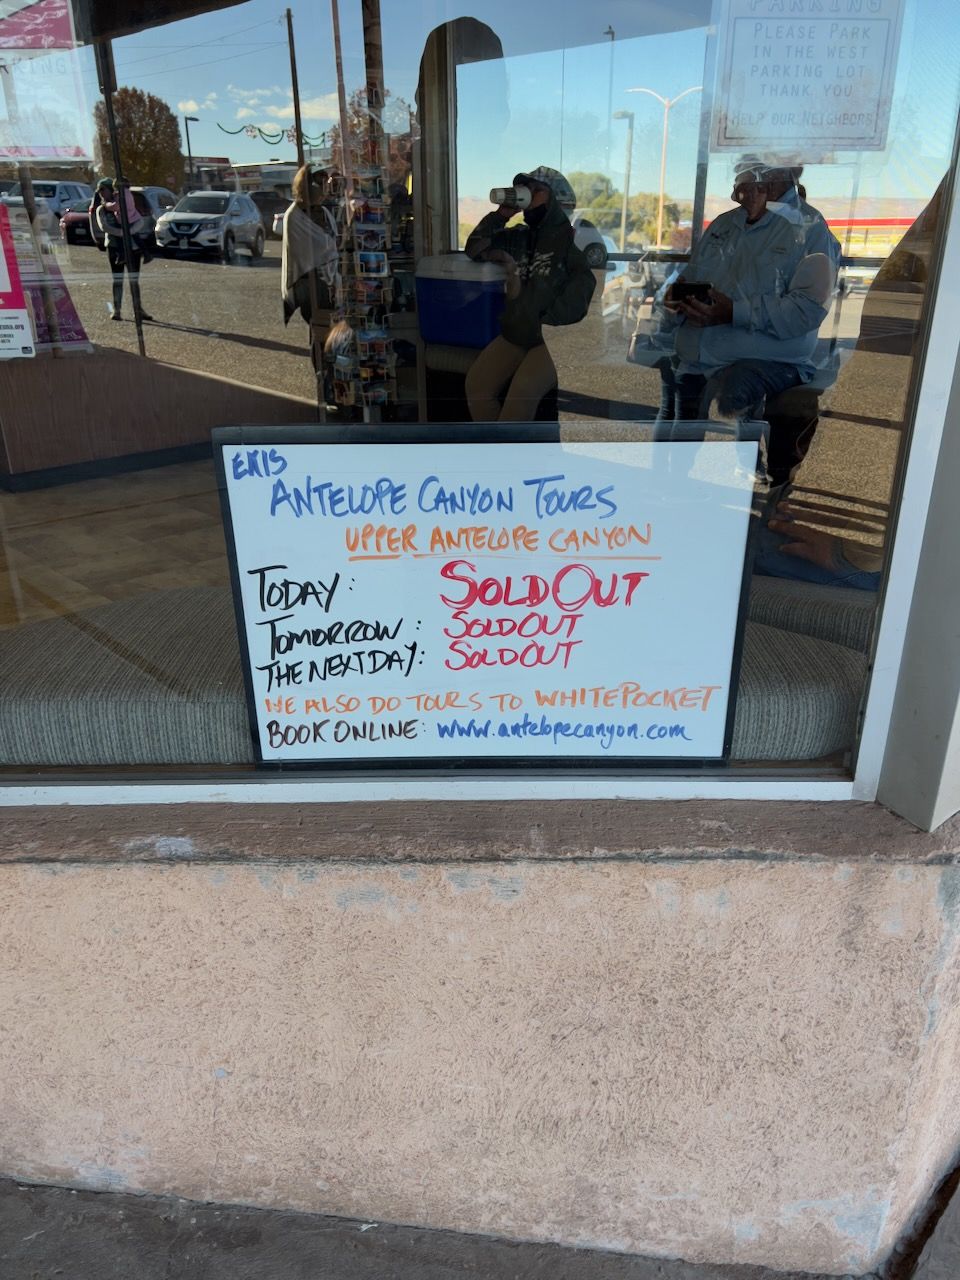 PARKING
PLEASE PARK
IN THE WEST
PARKING LOT
THANK YOU
HELP OUR NEIGHBORS
EKIS
ANTELOPE CANYON TOURS
UPPER ANTELOPE CANYON
TODAY: SOLD OUT
TOMORROW: SOLD OUT
THE NEXT DAY: SOLD OUT
WE ALSO DO TOURS TO WHITE POCKET
BOOK ONLINE: www.antelopecanyon.com